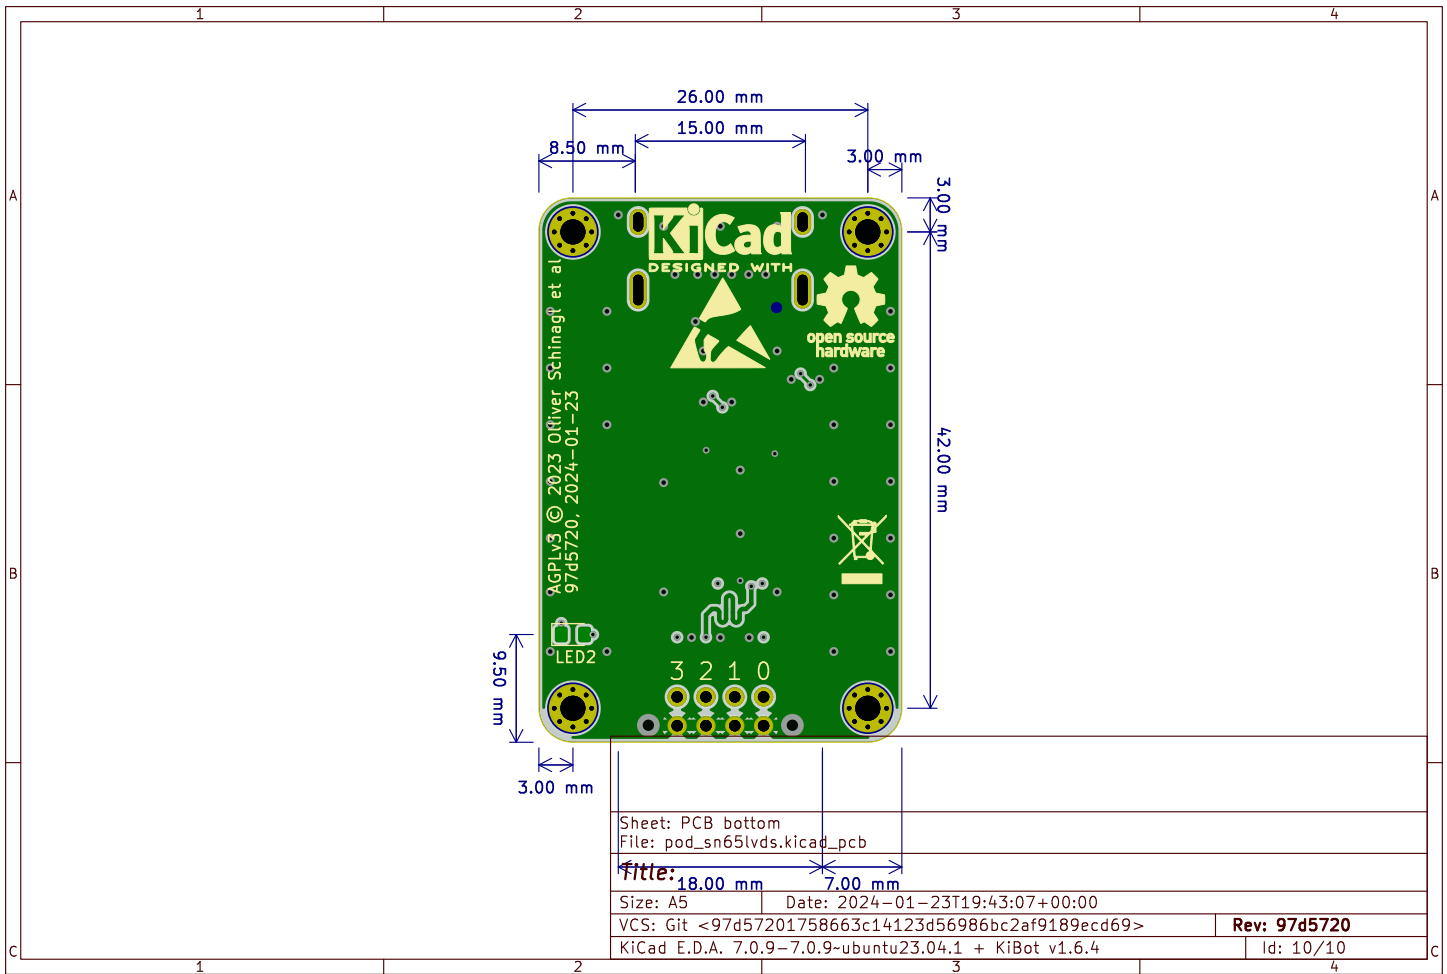 1 2 3 4
26.00 mm
15.00 mm
8.50 mm
3.00 mm
3.00 mm
A A
KiCad
DESIGNED WITH
open source
hardware
AGPLv3 © 2023 Olliver Schinagl et al
97d5720, 2024-01-23
42.00 mm
B B
LED2
9.50 mm
3 2 1 0
3.00 mm
Sheet: PCB bottom
File: pod_sn65lvds.kicad_pcb
Title:
18.00 mm
7.00 mm
Size: A5
Date: 2024-01-23T19:43:07+00:00
VCS: Git <97d57201758663c14123d56986bc2af9189ecd69>
Rev: 97d5720
KiCad E.D.A. 7.0.9-7.0.9~ubuntu23.04.1 + KiBot v1.6.4
Id: 10/10
C C
1 2 3 4